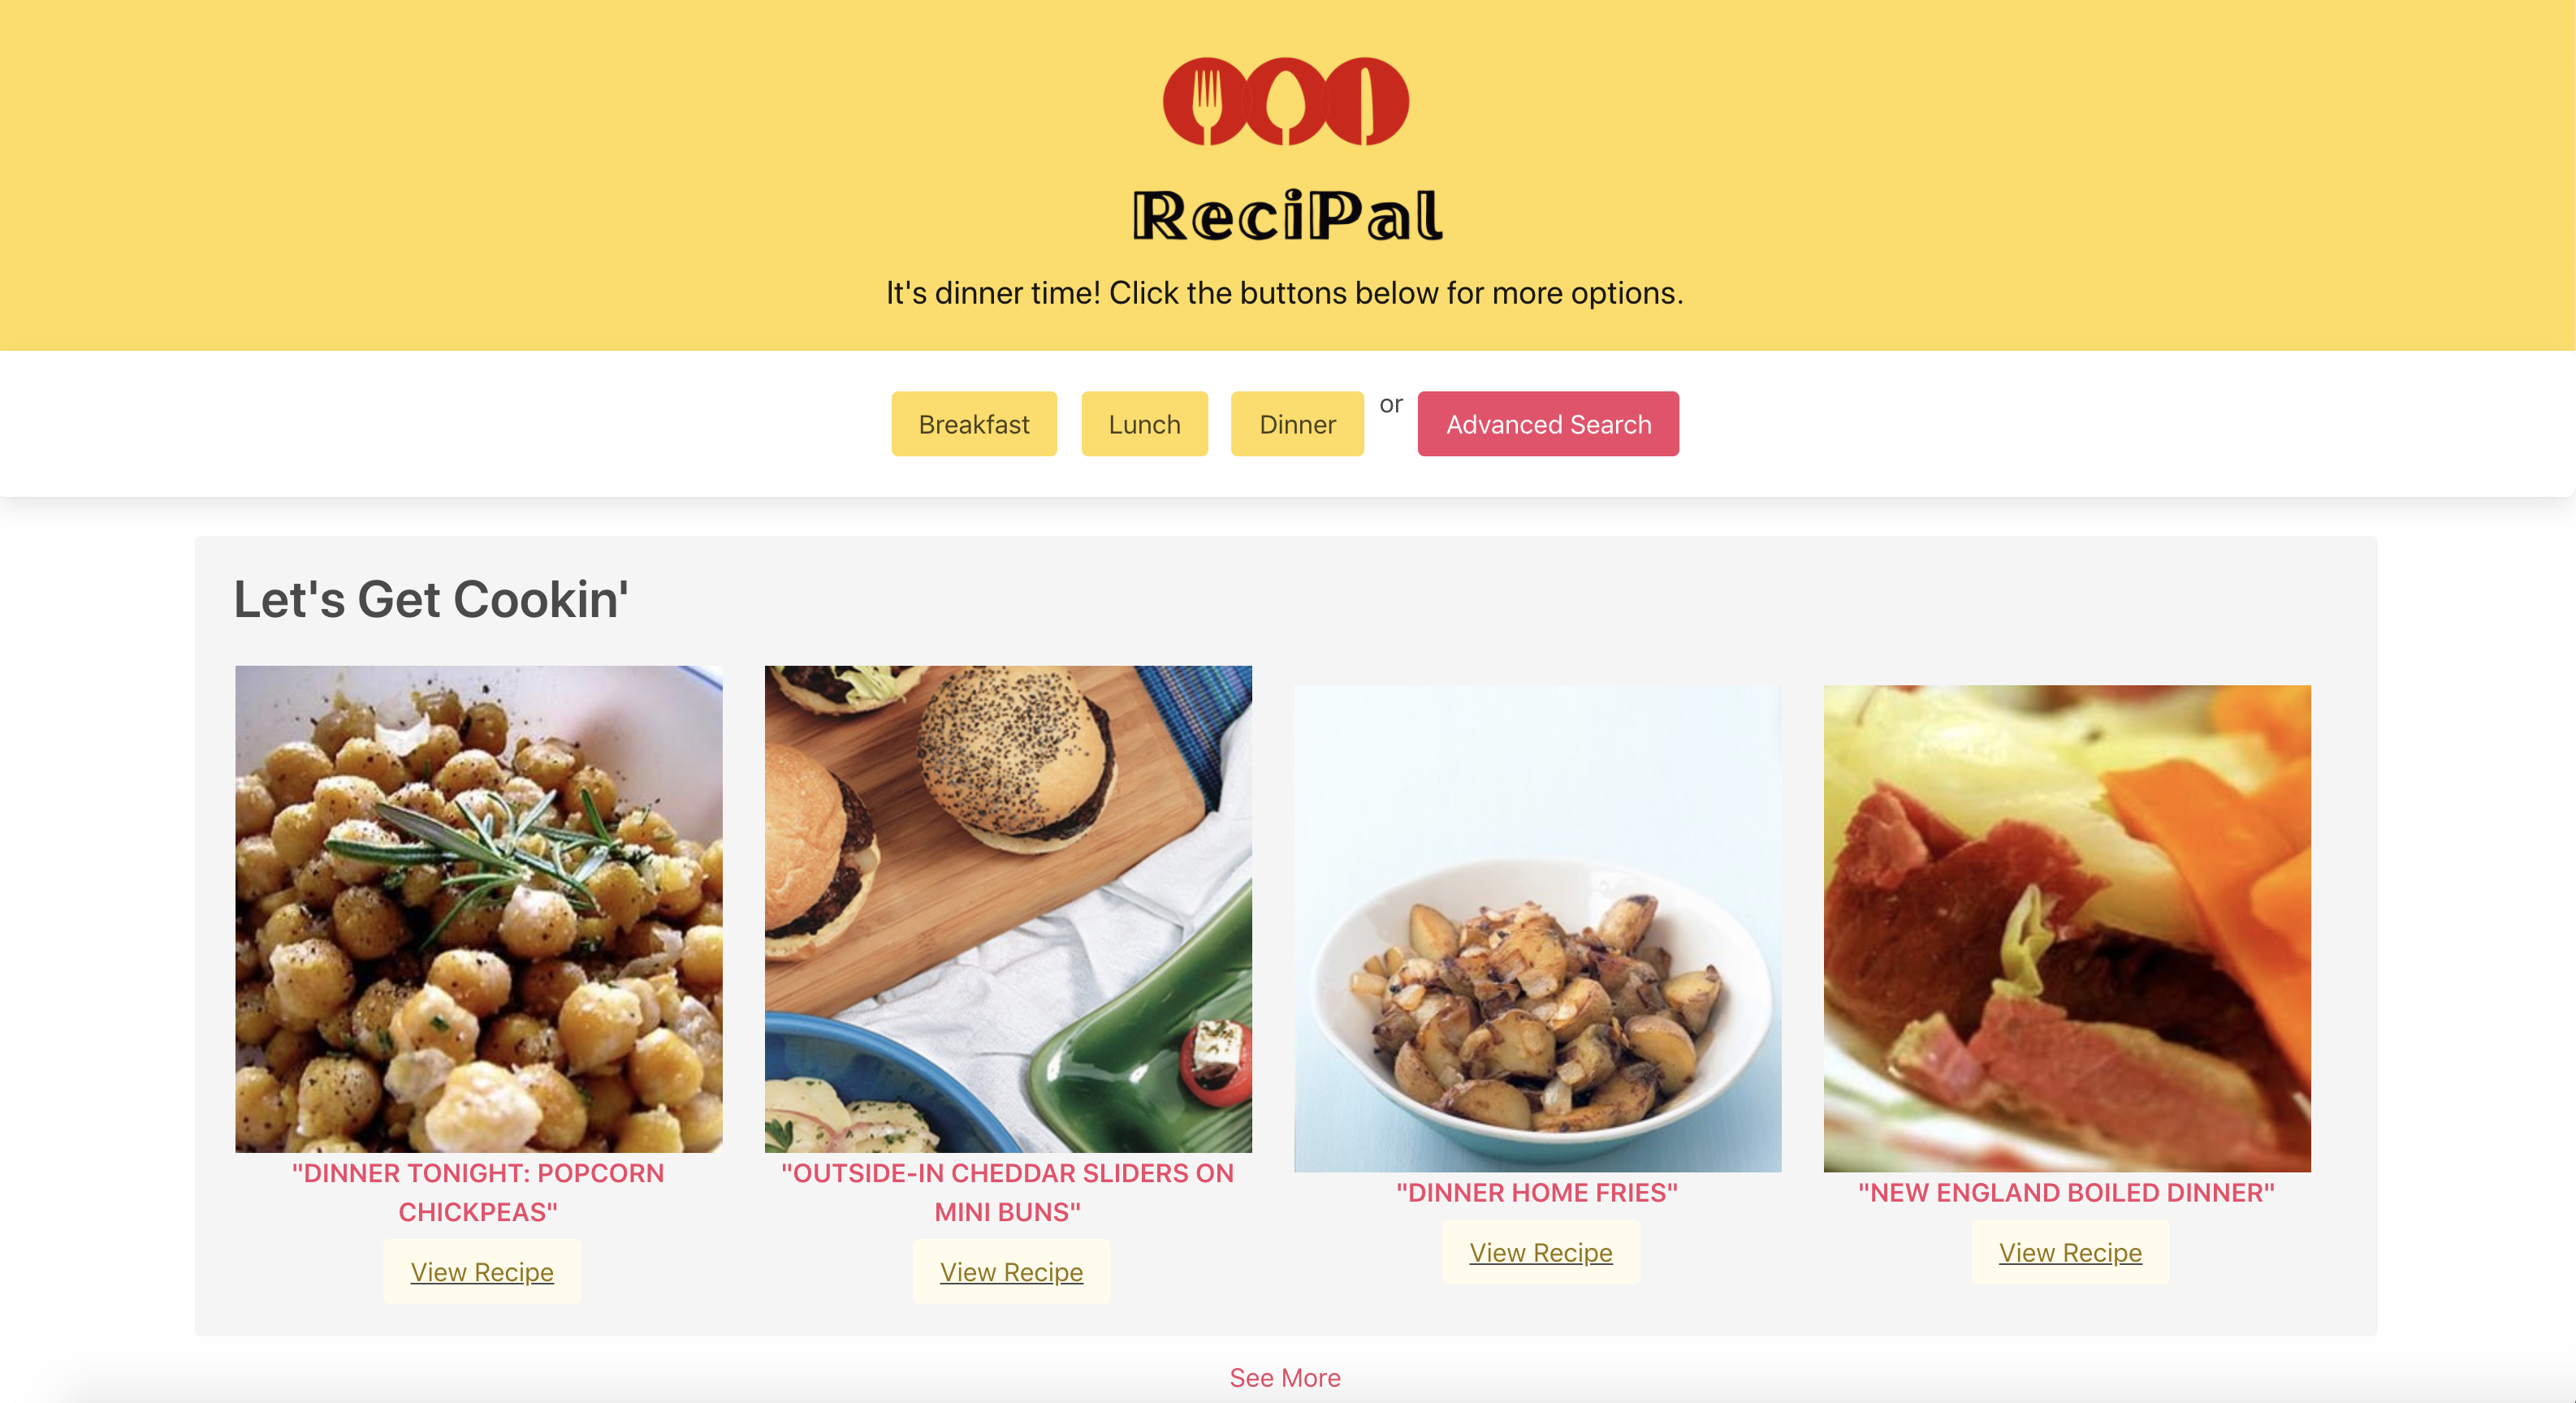 ReciPal
It's dinner time! Click the buttons below for more options.
Breakfast
Lunch
Dinner
or
Advanced Search
Let's Get Cookin'
"DINNER TONIGHT: POPCORN
CHICKPEAS"
View Recipe
"OUTSIDE-IN CHEDDAR SLIDERS ON
MINI BUNS"
View Recipe
"DINNER HOME FRIES"
View Recipe
"NEW ENGLAND BOILED DINNER"
View Recipe
See More